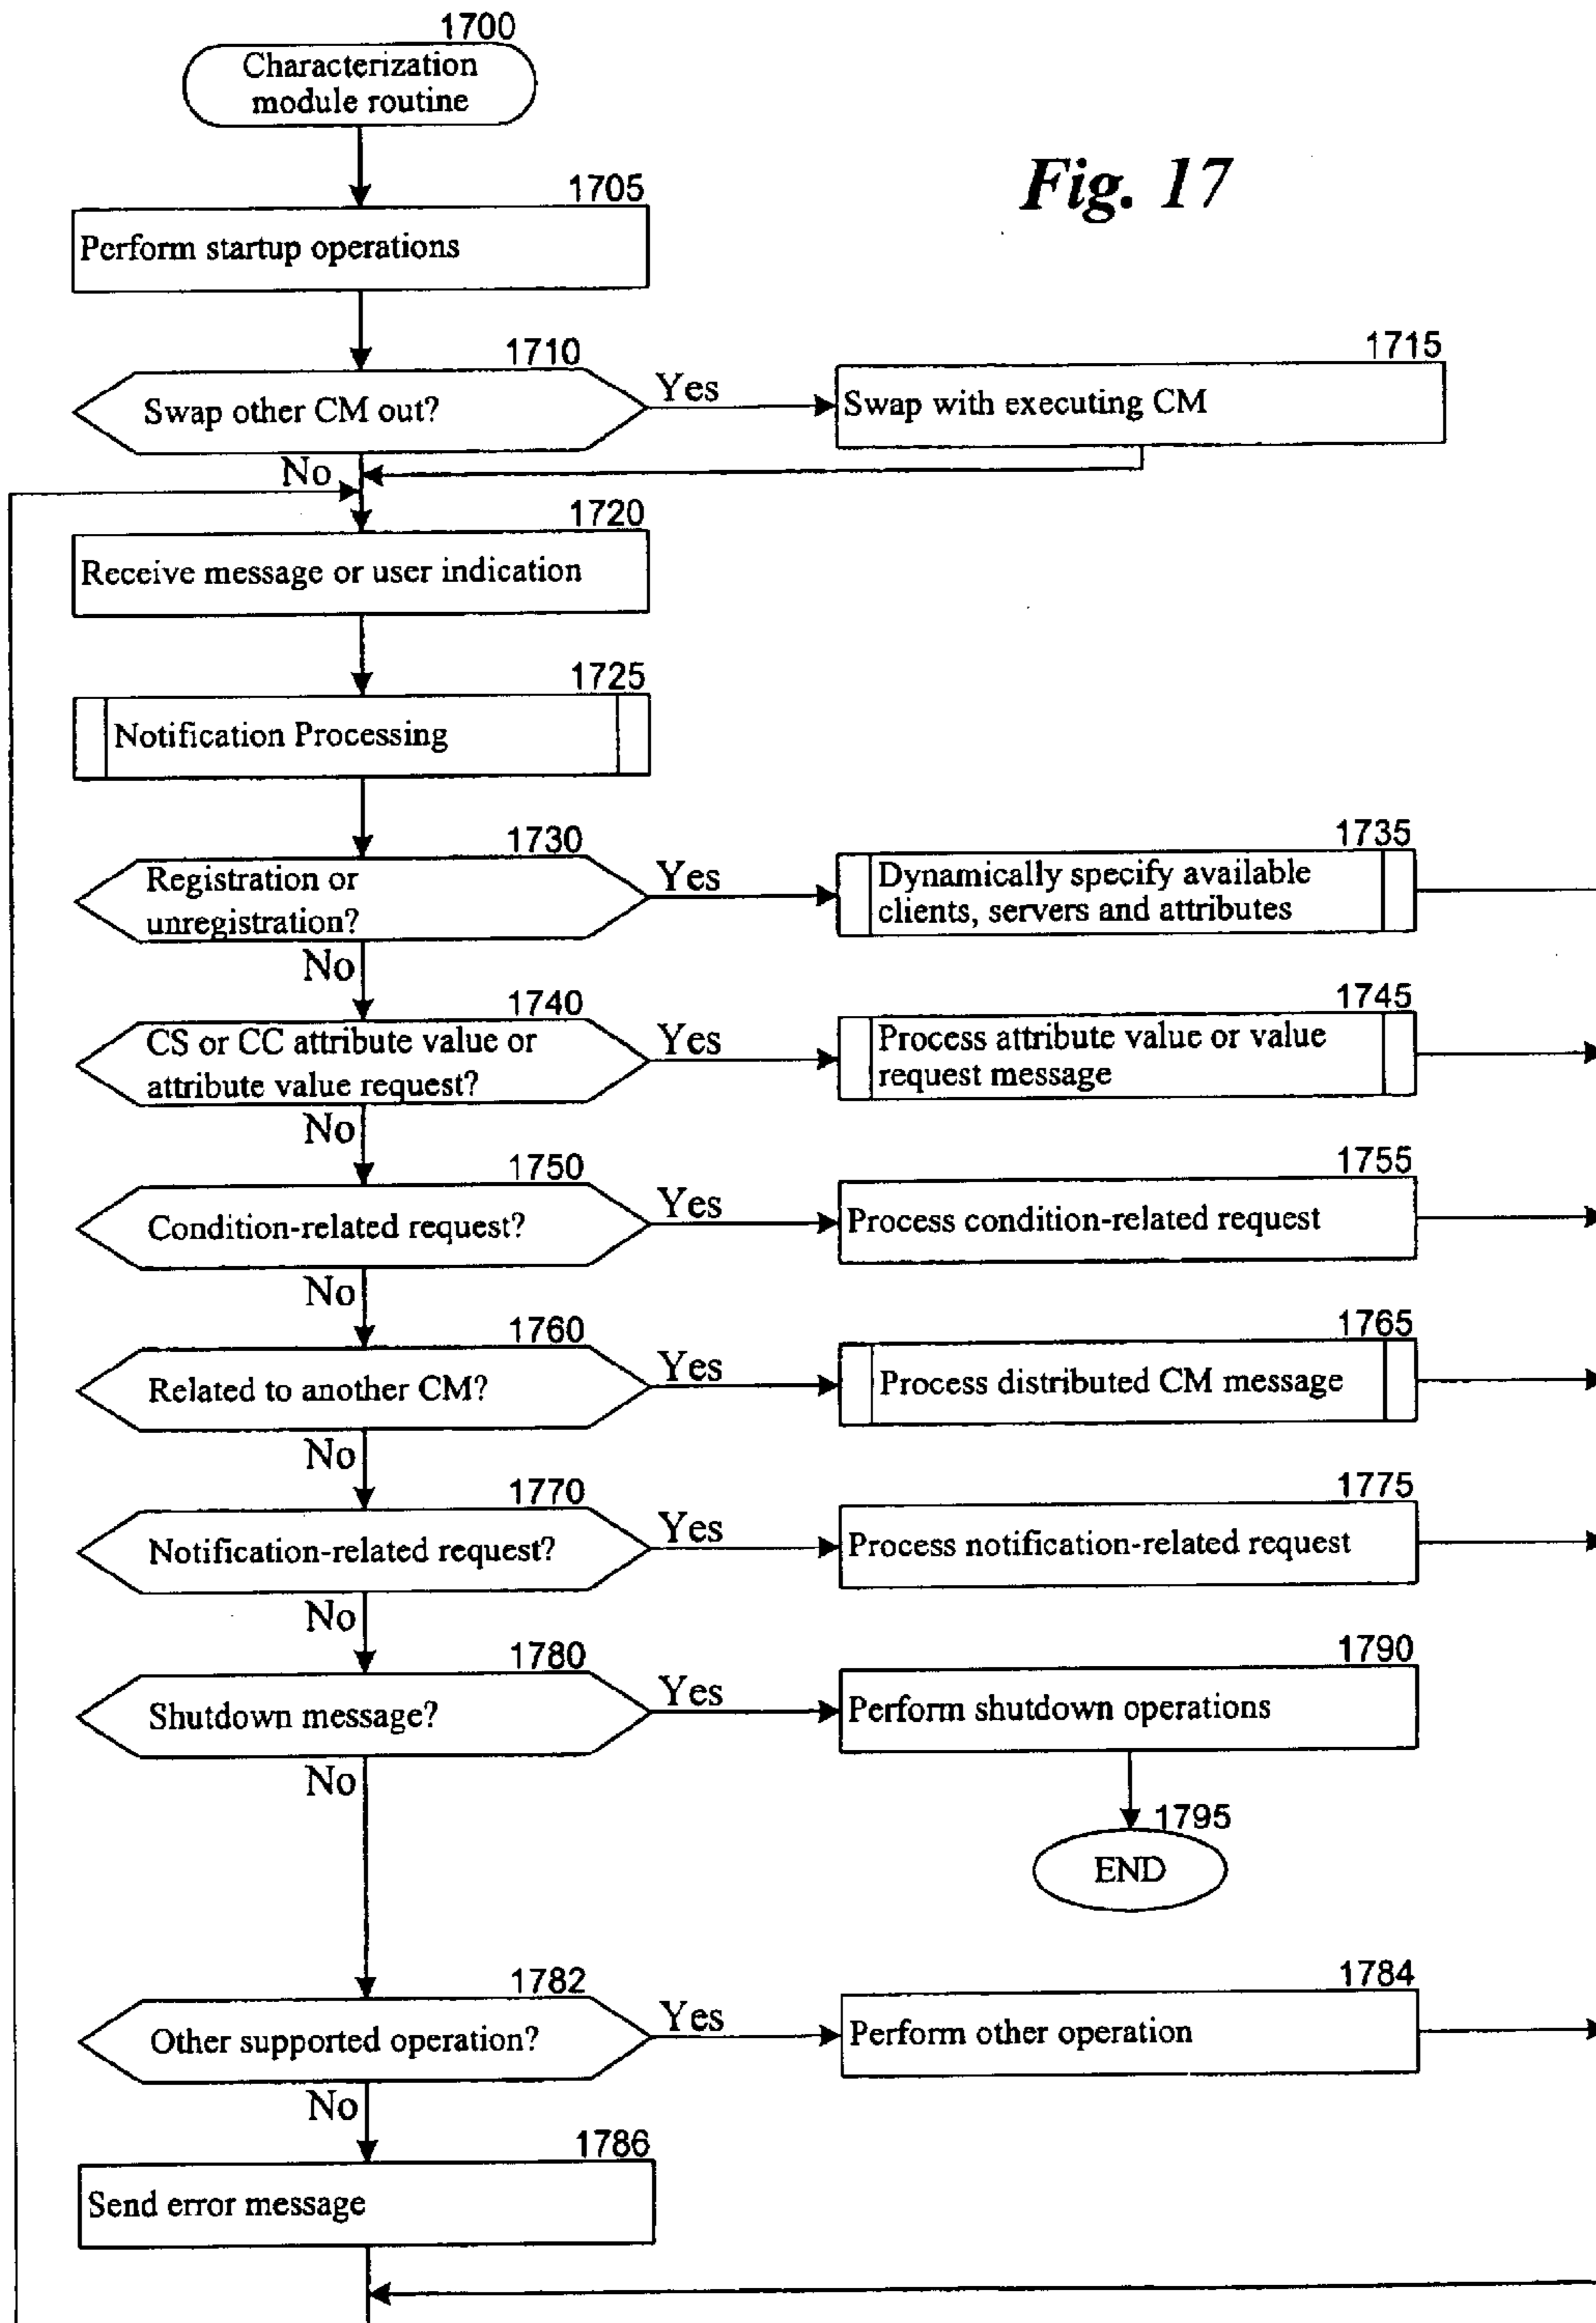 1700
Characterization
module routine
Fig. 17
1705
Perform startup operations
1710
Swap other CM out?
Yes
1715
Swap with executing CM
No
1720
Receive message or user indication
1725
Notification Processing
1730
Registration or
unregistration?
Yes
1735
Dynamically specify available
clients, servers and attributes
No
1740
CS or CC attribute value or
attribute value request?
Yes
1745
Process attribute value or value
request message
No
1750
Condition-related request?
Yes
1755
Process condition-related request
No
1760
Related to another CM?
Yes
1765
Process distributed CM message
No
1770
Notification-related request?
Yes
1775
Process notification-related request
No
1780
Shutdown message?
Yes
1790
Perform shutdown operations
No
1795
END
1782
Other supported operation?
Yes
1784
Perform other operation
No
1786
Send error message